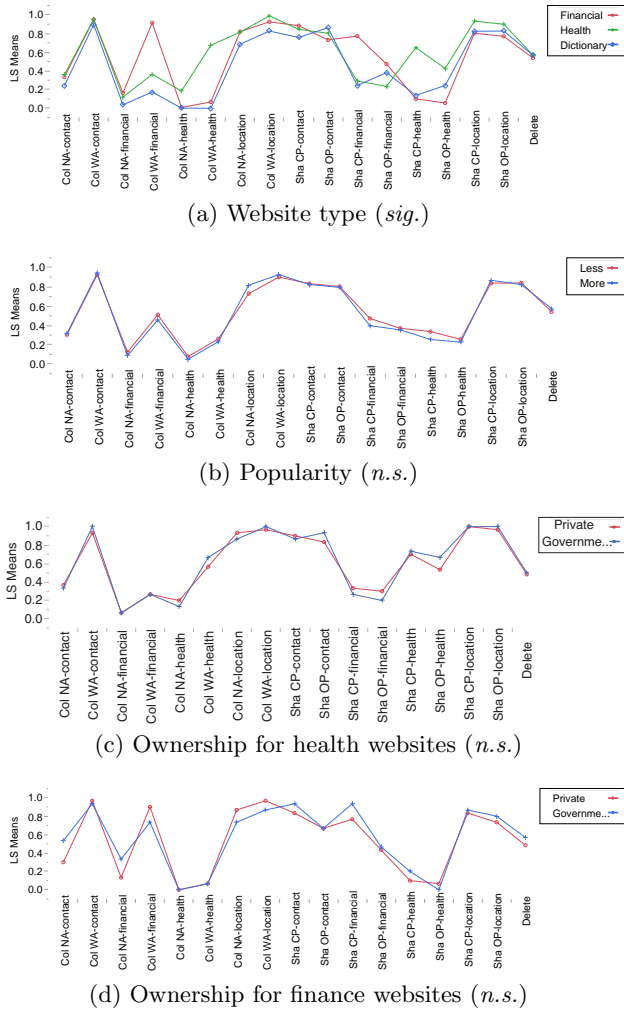 LS Means
1.0
0.8
0.6
0.4
0.2
0.0
Financial
Health
Dictionary
Col NA-contact
Col WA-contact
Col NA-financial
Col WA-financial
Col NA-health
Col WA-health
Col NA-location
Col WA-location
Sha CP-contact
Sha OP-contact
Sha CP-financial
Sha OP-financial
Sha CP-health
Sha OP-health
Sha CP-location
Sha OP-location
Delete
(a) Website type (sig.)
LS Means
1.0
0.8
0.6
0.4
0.2
0.0
Less
More
Col NA-contact
Col WA-contact
Col NA-financial
Col WA-financial
Col NA-health
Col WA-health
Col NA-location
Col WA-location
Sha CP-contact
Sha OP-contact
Sha CP-financial
Sha OP-financial
Sha CP-health
Sha OP-health
Sha CP-location
Sha OP-location
Delete
(b) Popularity (n.s.)
LS Means
1.0
0.8
0.6
0.4
0.2
0.0
Private
Governme...
Col NA-contact
Col WA-contact
Col NA-financial
Col WA-financial
Col NA-health
Col WA-health
Col NA-location
Col WA-location
Sha CP-contact
Sha OP-contact
Sha CP-financial
Sha OP-financial
Sha CP-health
Sha OP-health
Sha CP-location
Sha OP-location
Delete
(c) Ownership for health websites (n.s.)
LS Means
1.0
0.8
0.6
0.4
0.2
0.0
Private
Governme...
Col NA-contact
Col WA-contact
Col NA-financial
Col WA-financial
Col NA-health
Col WA-health
Col NA-location
Col WA-location
Sha CP-contact
Sha OP-contact
Sha CP-financial
Sha OP-financial
Sha CP-health
Sha OP-health
Sha CP-location
Sha OP-location
Delete
(d) Ownership for finance websites (n.s.)